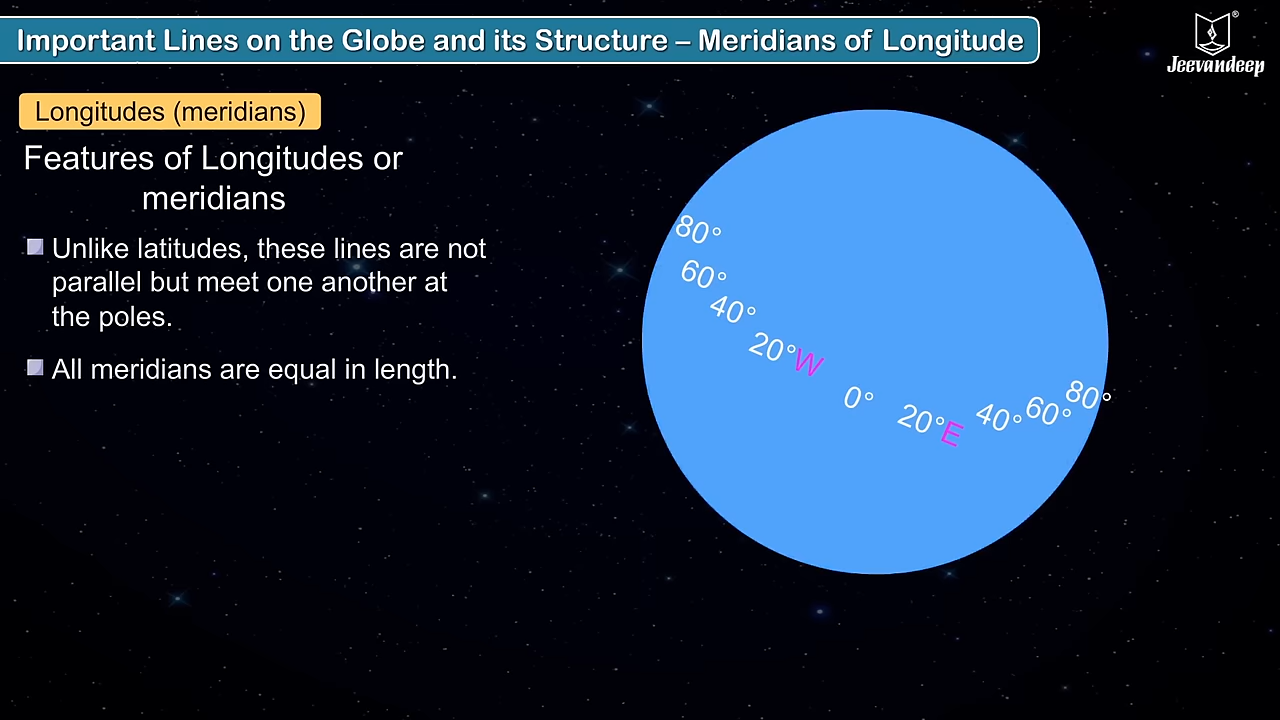 Important Lines on the Globe and its Structure – Meridians of Longitude
®
Jeevandeep
Longitudes (meridians)
Features of Longitudes or
meridians
Unlike latitudes, these lines are not
parallel but meet one another at
the poles.
All meridians are equal in length.
80°
60°
40°
20°W
0°
20°E
40°
60°
80°